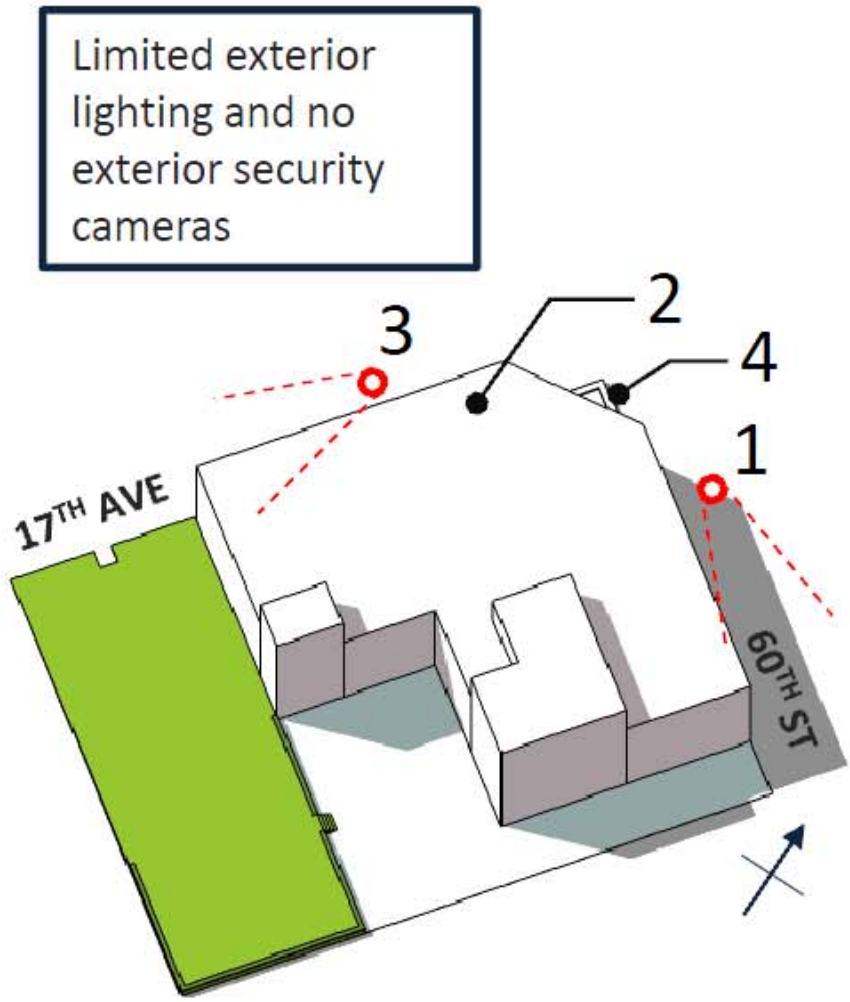 Limited exterior
lighting and no
exterior security
cameras
2
3
4
1
17TH AVE
60TH ST